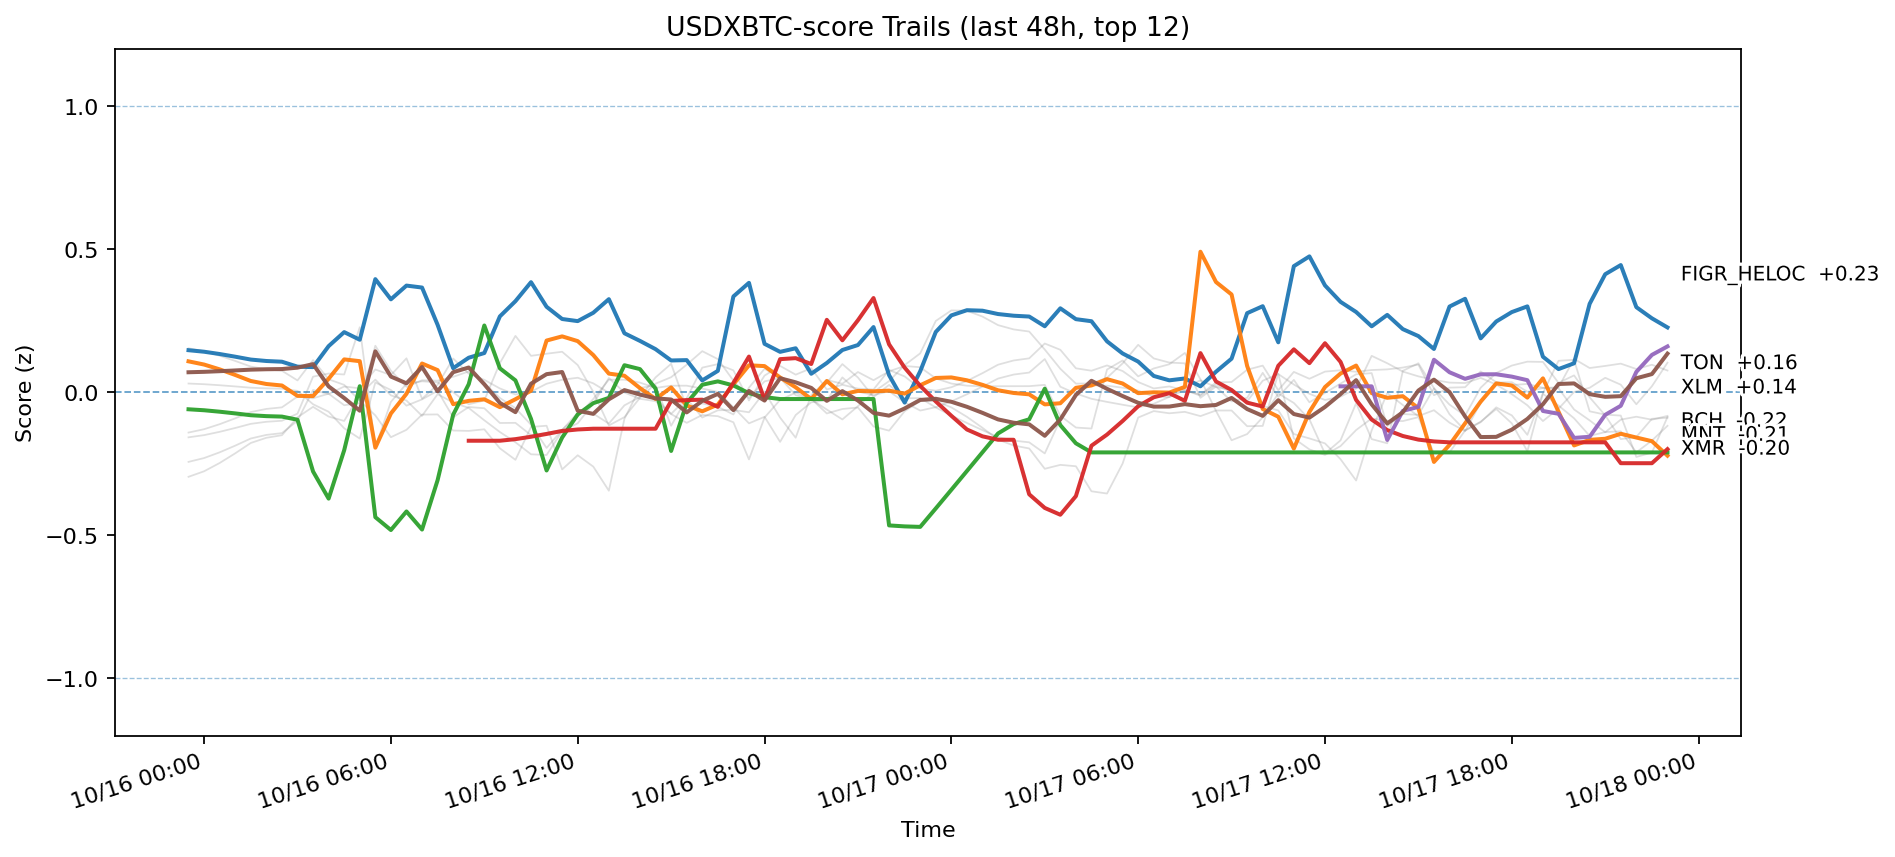 USDXBTC-score Trails (last 48h, top 12)
Score (z)
1.0
0.5
0.0
−0.5
−1.0
FIGR_HELOC +0.23
TON +0.16
XLM +0.14
BCH -0.22
MNT -0.21
XMR -0.20
10/16 00:00
10/16 06:00
10/16 12:00
10/16 18:00
10/17 00:00
10/17 06:00
10/17 12:00
10/17 18:00
10/18 00:00
Time